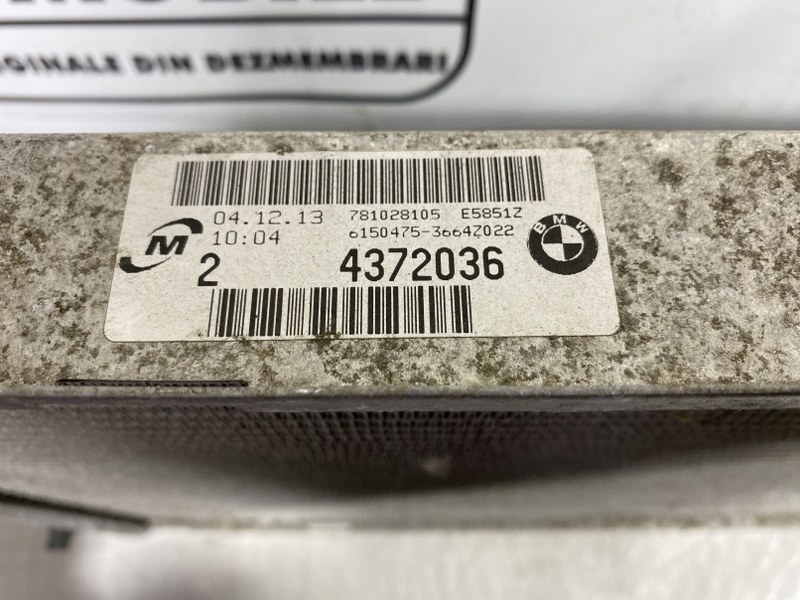 ORIGINALE DIN DEZMEMBRARI
04.12.13 781028105 E5851Z
10:04 6150475-3664Z022
M
BMW
2 4372036